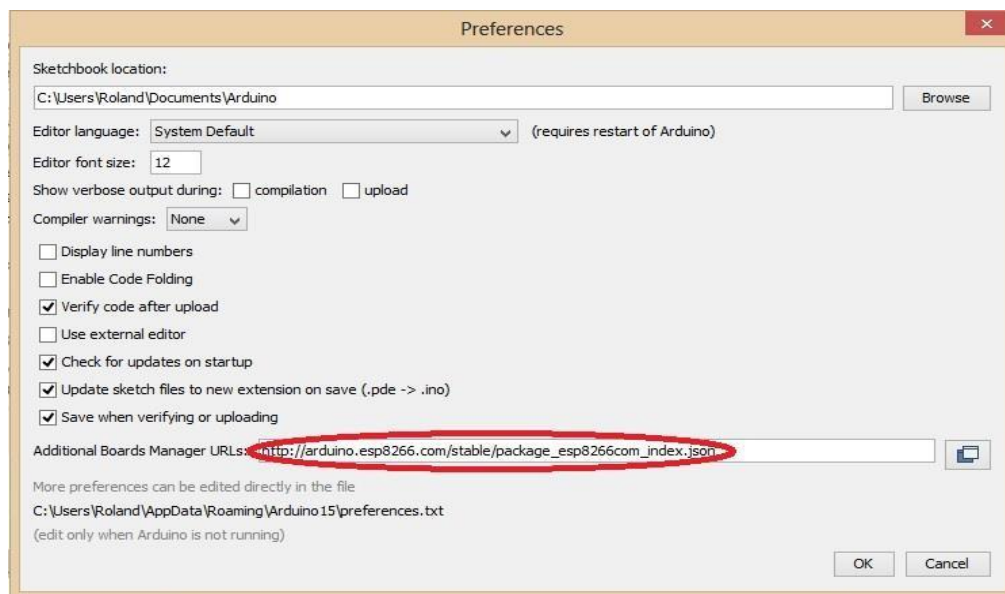 Preferences
Sketchbook location:
C:\Users\Roland\Documents\Arduino Browse
Editor language: System Default (requires restart of Arduino)
Editor font size: 12
Show verbose output during: compilation upload
Compiler warnings: None
Display line numbers
Enable Code Folding
Verify code after upload
Use external editor
Check for updates on startup
Update sketch files to new extension on save (.pde -> .ino)
Save when verifying or uploading
Additional Boards Manager URLs: http://arduino.esp8266.com/stable/package_esp8266com_index.json
More preferences can be edited directly in the file
C:\Users\Roland\AppData\Roaming\Arduino15\preferences.txt
(edit only when Arduino is not running)
OK Cancel